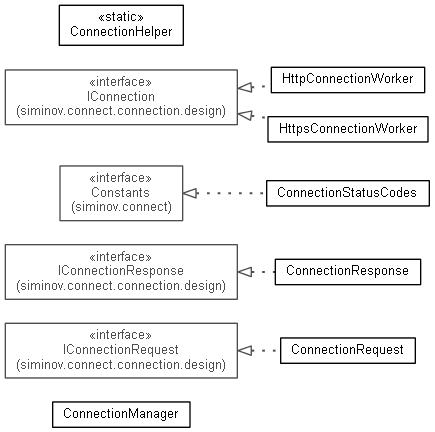 «static»
ConnectionHelper
«interface»
IConnection
(siminov.connect.connection.design)
HttpConnectionWorker
HttpsConnectionWorker
«interface»
Constants
(siminov.connect)
ConnectionStatusCodes
«interface»
IConnectionResponse
(siminov.connect.connection.design)
ConnectionResponse
«interface»
IConnectionRequest
(siminov.connect.connection.design)
ConnectionRequest
ConnectionManager